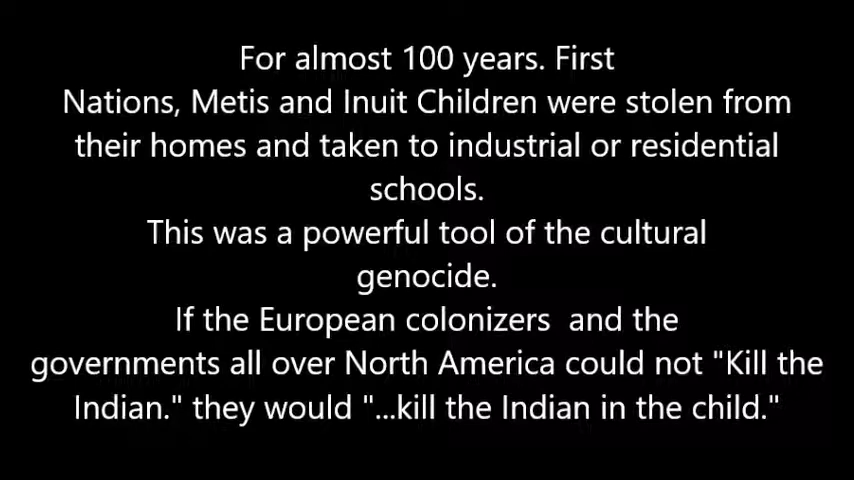 For almost 100 years. First
Nations, Metis and Inuit Children were stolen from
their homes and taken to industrial or residential
schools.
This was a powerful tool of the cultural
genocide.
If the European colonizers  and the
governments all over North America could not "Kill the
Indian." they would "...kill the Indian in the child."